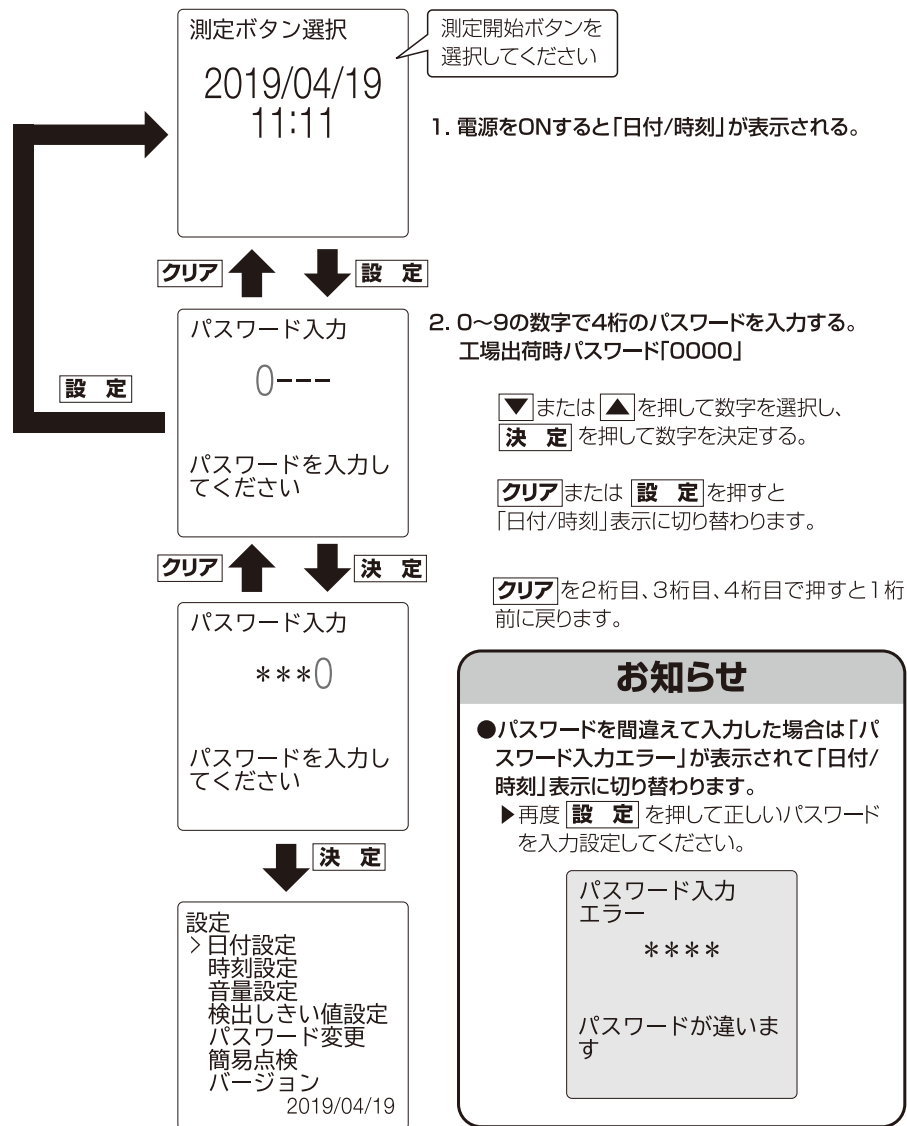 測定ボタン選択
2019/04/19
11:11
測定開始ボタンを
選択してください
1. 電源をONすると「日付/時刻」が表示される。
クリア
設 定
パスワード入力
0---
パスワードを入力し
てください
設 定
2. 0〜9の数字で4桁のパスワードを入力する。
工場出荷時パスワード「0000」
▼または▲を押して数字を選択し、
決 定を押して数字を決定する。
クリアまたは設 定を押すと
「日付/時刻」表示に切り替わります。
クリア
決 定
クリアを2桁目、3桁目、4桁目で押すと1桁
前に戻ります。
パスワード入力
***0
パスワードを入力し
てください
決 定
設定
>日付設定
時刻設定
音量設定
検出しきい値設定
パスワード変更
簡易点検
バージョン
2019/04/19
お知らせ
●パスワードを間違えて入力した場合は「パ
スワード入力エラー」が表示されて「日付/
時刻」表示に切り替わります。
▶再度 設 定 を押して正しいパスワード
を入力設定してください。
パスワード入力
エラー
****
パスワードが違いま
す